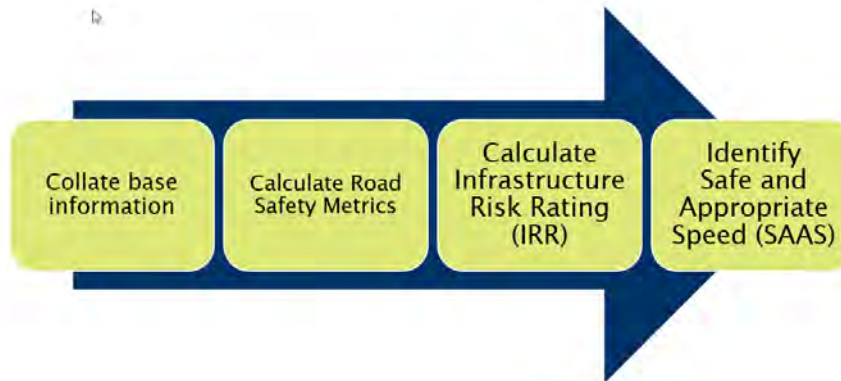 Collate base
information
Calculate Road
Safety Metrics
Calculate
Infrastructure
Risk Rating
(IRR)
Identify
Safe and
Appropriate
Speed (SAAS)